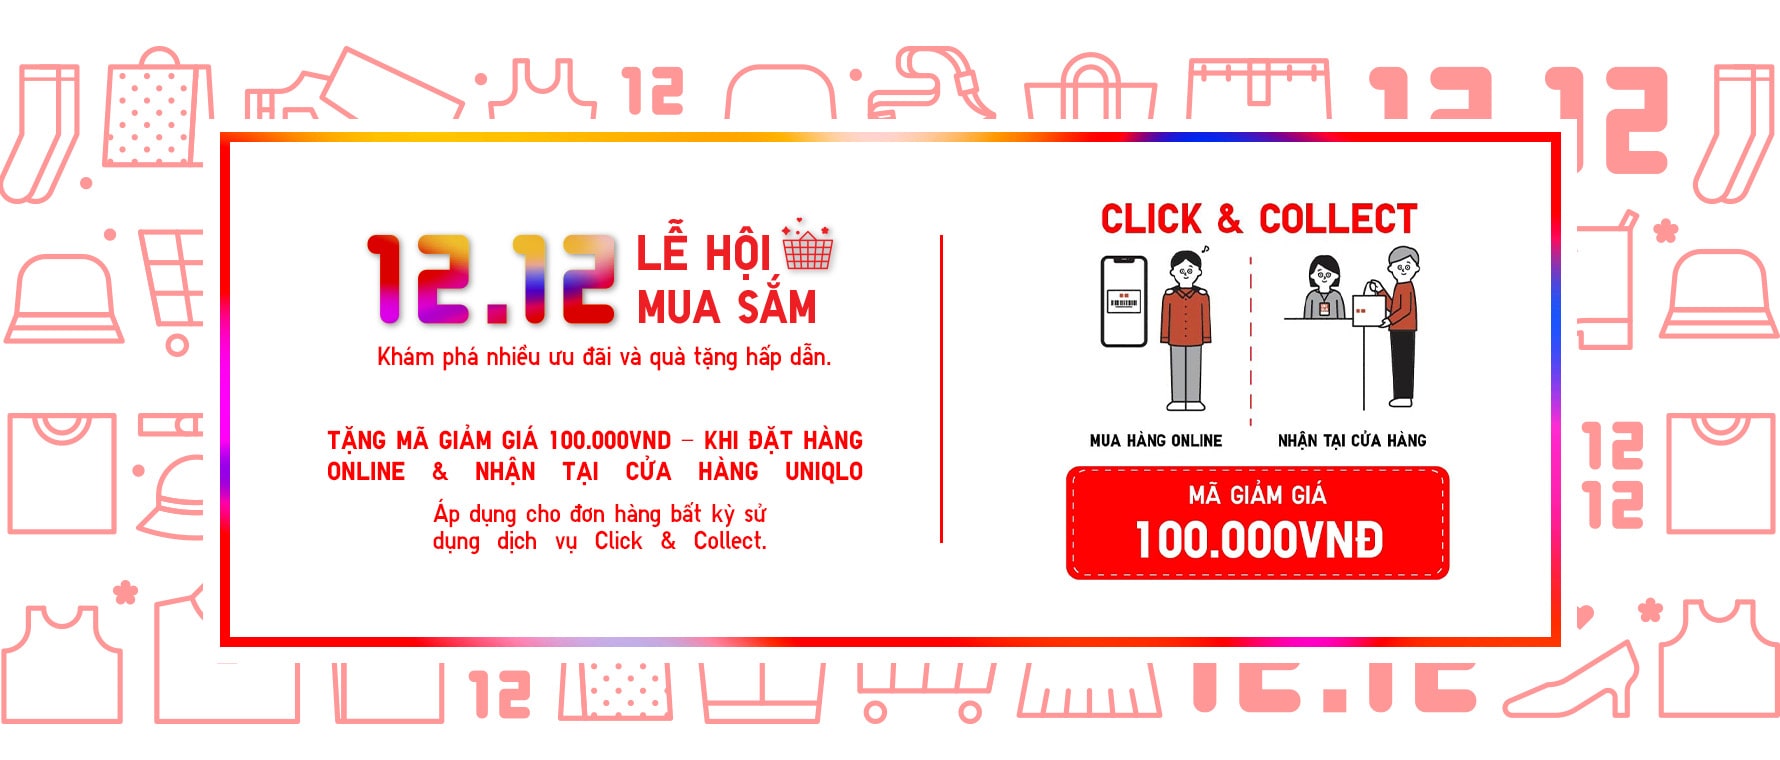 12
12
12
12.12
LỄ HỘI
MUA SẮM
Khám phá nhiều ưu đãi và quà tặng hấp dẫn.
TẶNG MÃ GIẢM GIÁ 100.000VND – KHI ĐẶT HÀNG
ONLINE & NHẬN TẠI CỬA HÀNG UNIQLO
Áp dụng cho đơn hàng bất kỳ sử
dụng dịch vụ Click & Collect.
CLICK & COLLECT
MUA HÀNG ONLINE
NHẬN TẠI CỬA HÀNG
MÃ GIẢM GIÁ
100.000VNĐ
12
12
12
12.12